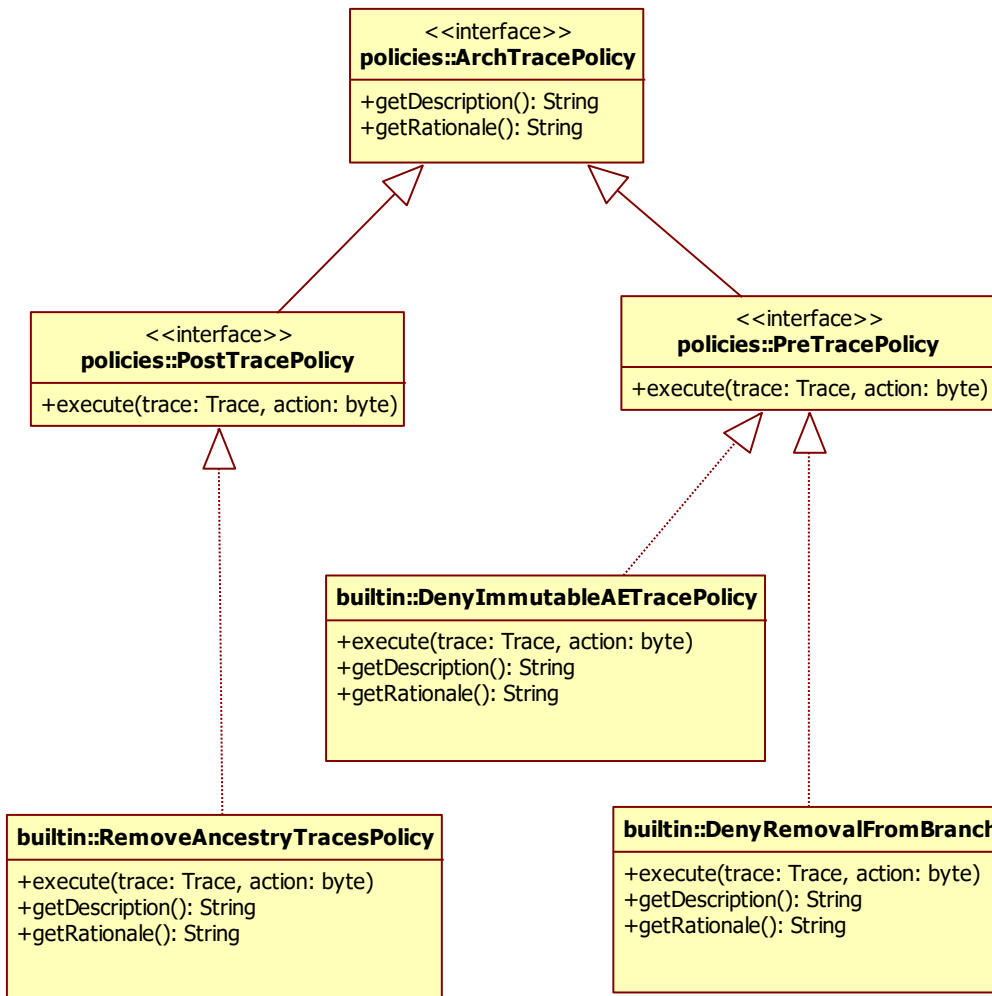 <<interface>>
policies::ArchTracePolicy
+getDescription(): String
+getRationale(): String
<<interface>>
policies::PostTracePolicy
+execute(trace: Trace, action: byte)
<<interface>>
policies::PreTracePolicy
+execute(trace: Trace, action: byte)
builtin::DenyImmutableAETracePolicy
+execute(trace: Trace, action: byte)
+getDescription(): String
+getRationale(): String
builtin::RemoveAncestryTracesPolicy
+execute(trace: Trace, action: byte)
+getDescription(): String
+getRationale(): String
builtin::DenyRemovalFromBranch
+execute(trace: Trace, action: byte)
+getDescription(): String
+getRationale(): String